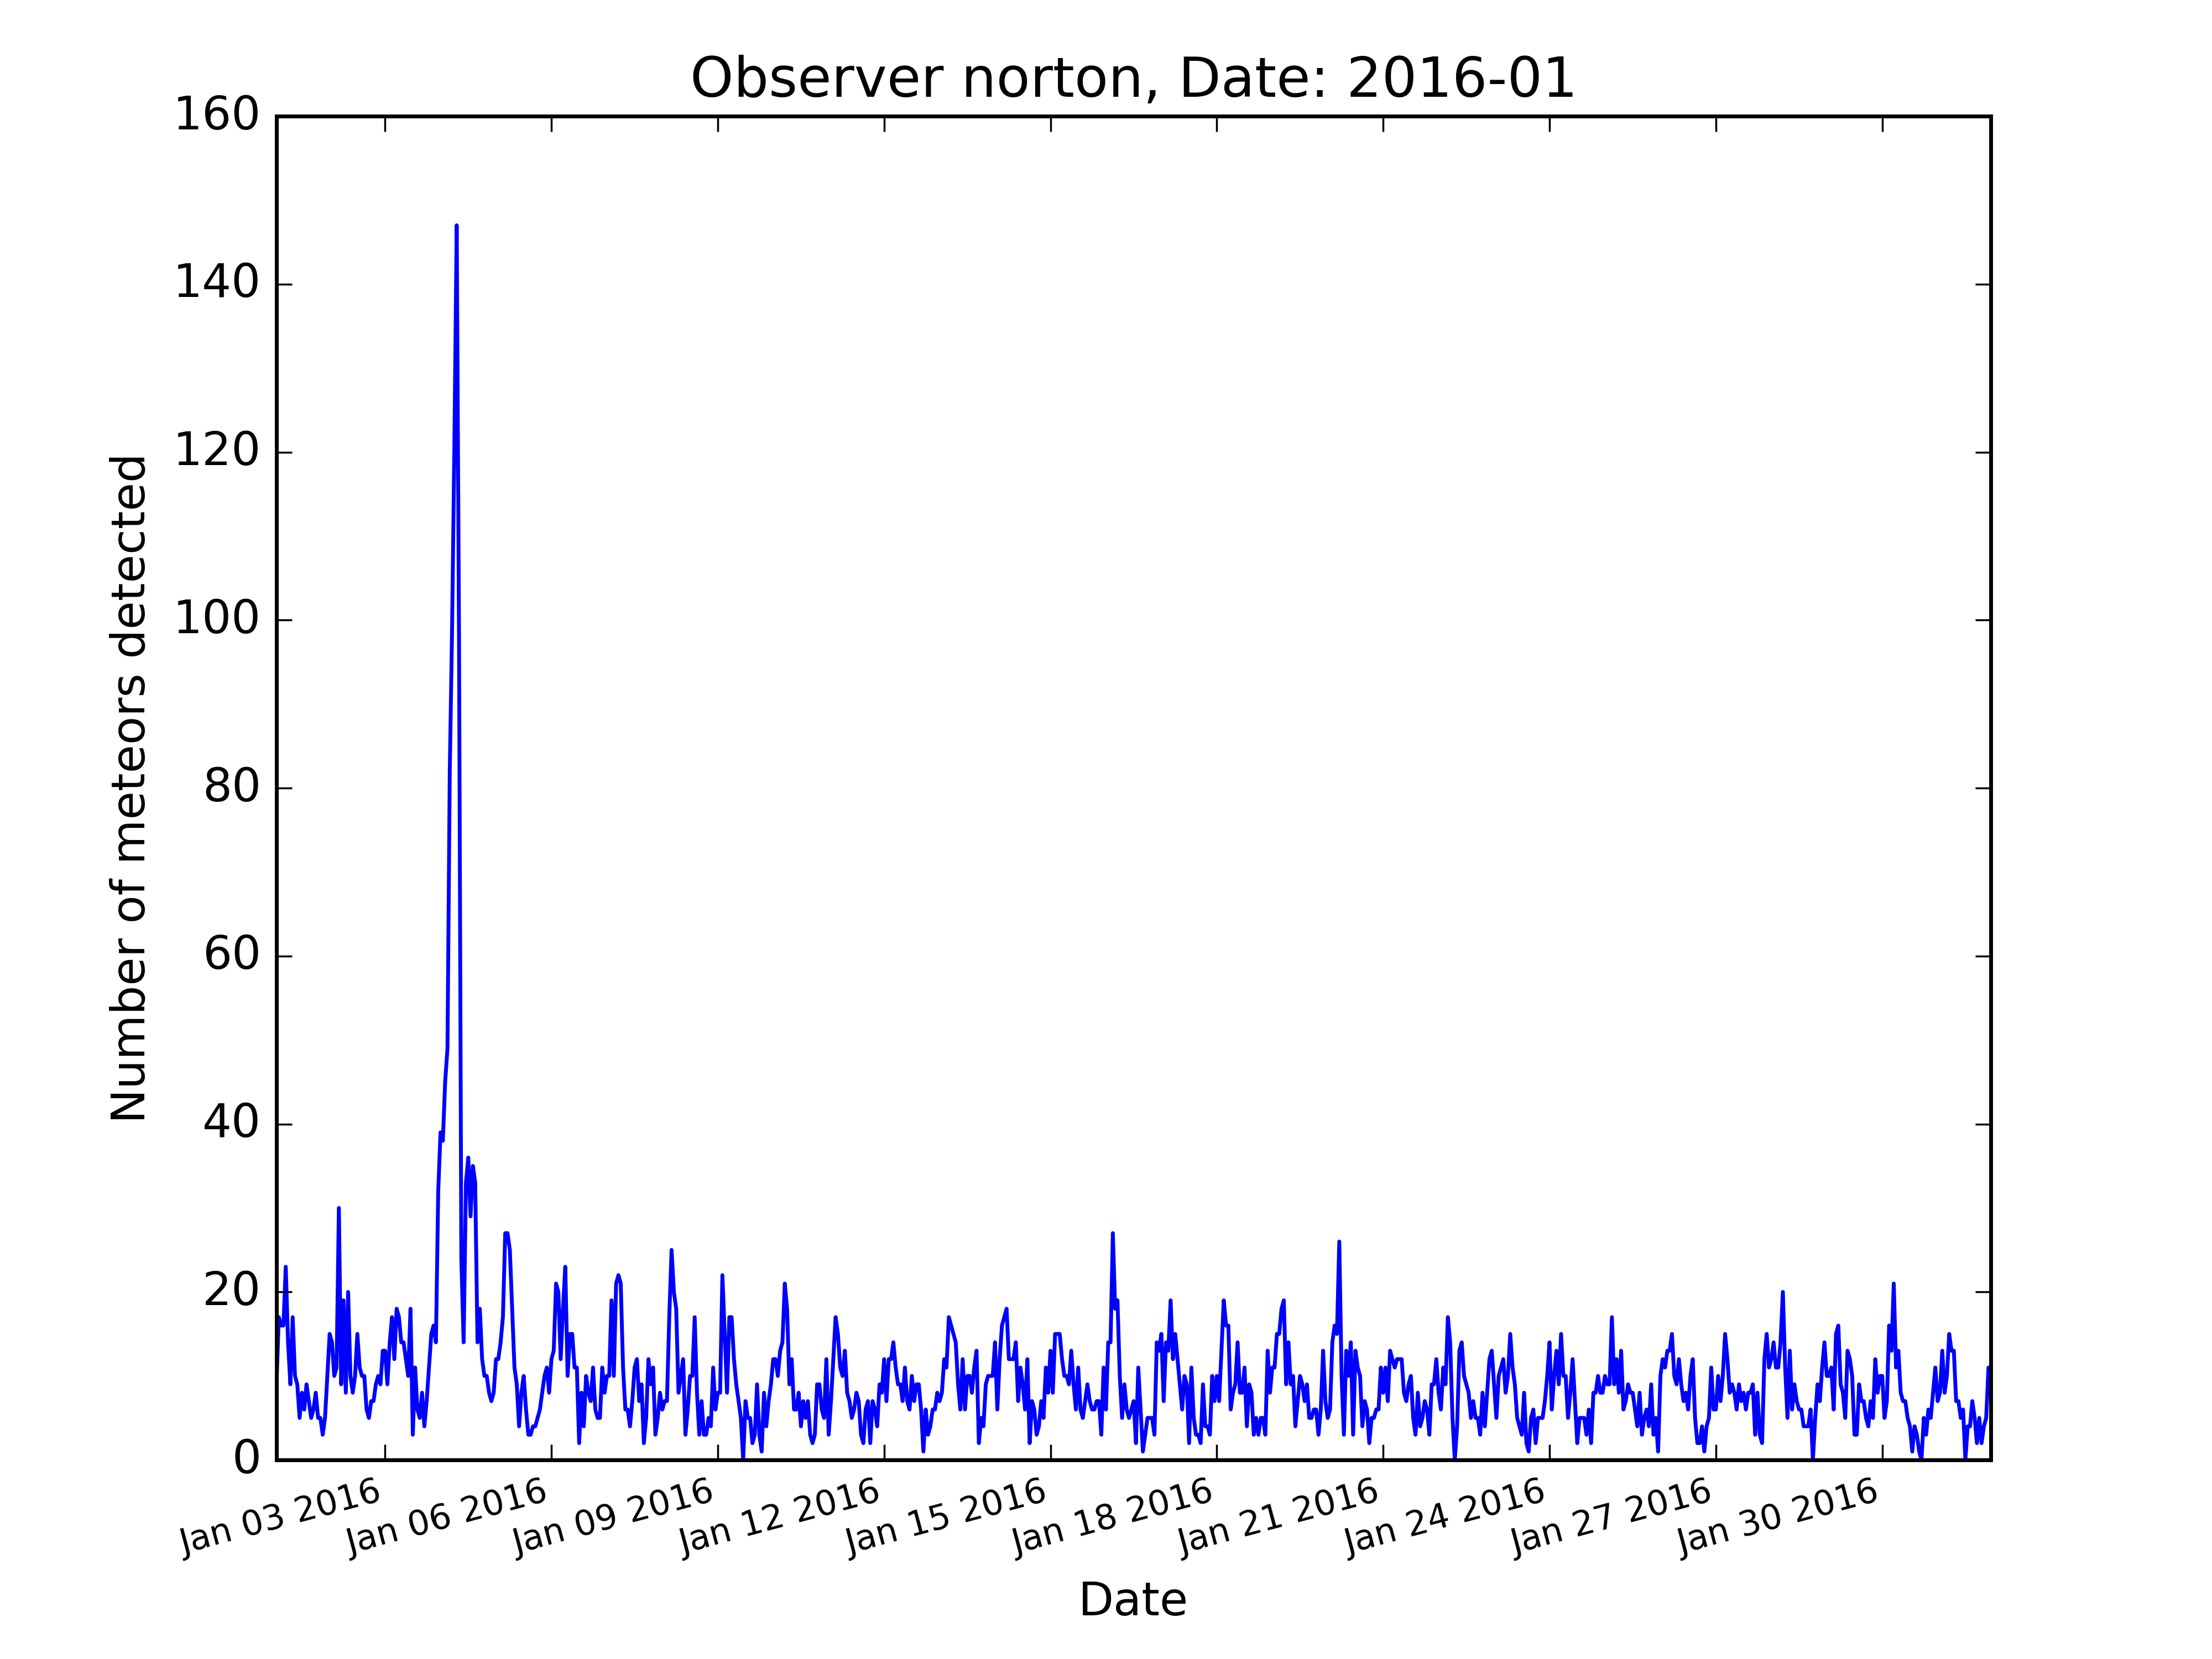 Observer norton, Date: 2016-01
160
140
120
100
80
60
40
20
0
Number of meteors detected
Jan 03 2016
Jan 06 2016
Jan 09 2016
Jan 12 2016
Jan 15 2016
Jan 18 2016
Jan 21 2016
Jan 24 2016
Jan 27 2016
Jan 30 2016
Date